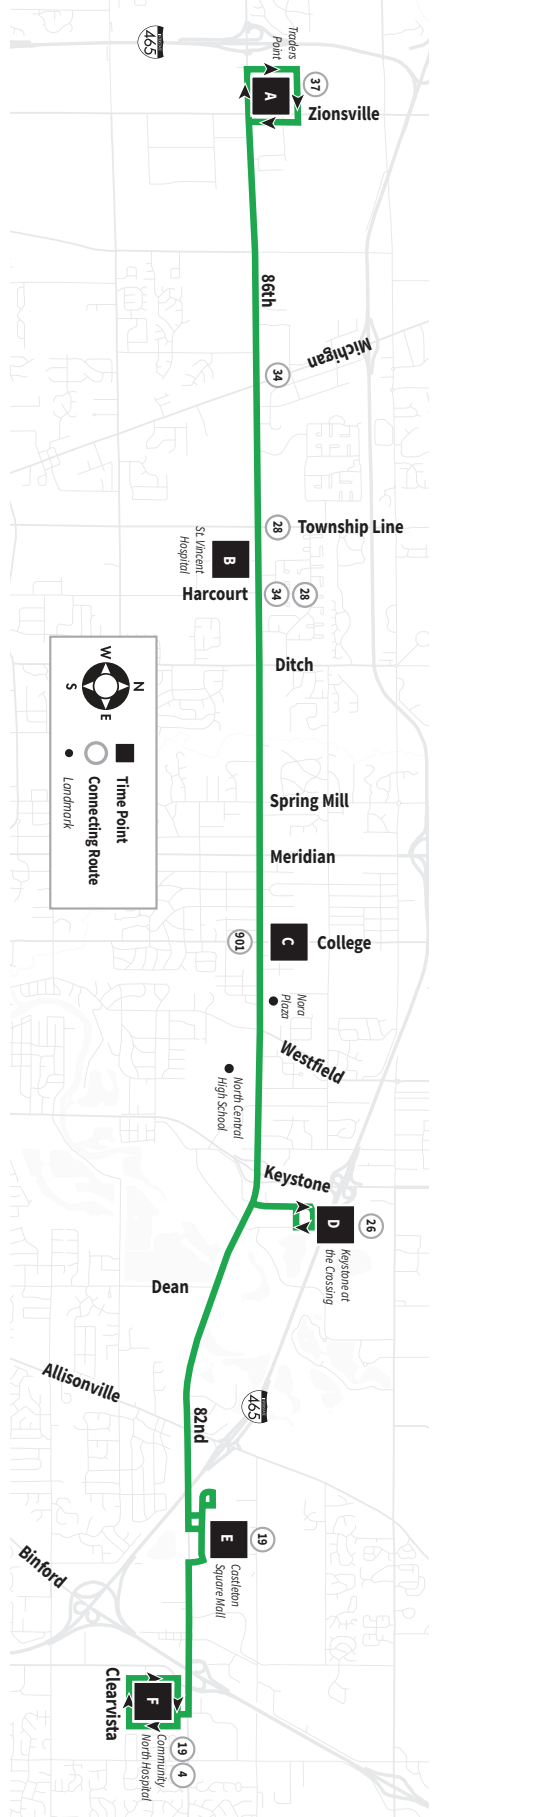 INTERSTATE
465
Traders
Point
37
A
Zionsville
86th
Michigan
34
28
Township Line
St. Vincent
Hospital
B
Harcourt
34
28
Ditch
W
N
S
E
Time Point
Connecting Route
Landmark
Spring Mill
Meridian
C
College
901
Nora
Plaza
Westfield
North Central
High School
Keystone
D
26
Keystone at
the Crossing
Dean
Allisonville
INTERSTATE
465
82nd
E
19
Castleton
Square Mall
Binford
Clearvista
F
Community
North Hospital
19
4